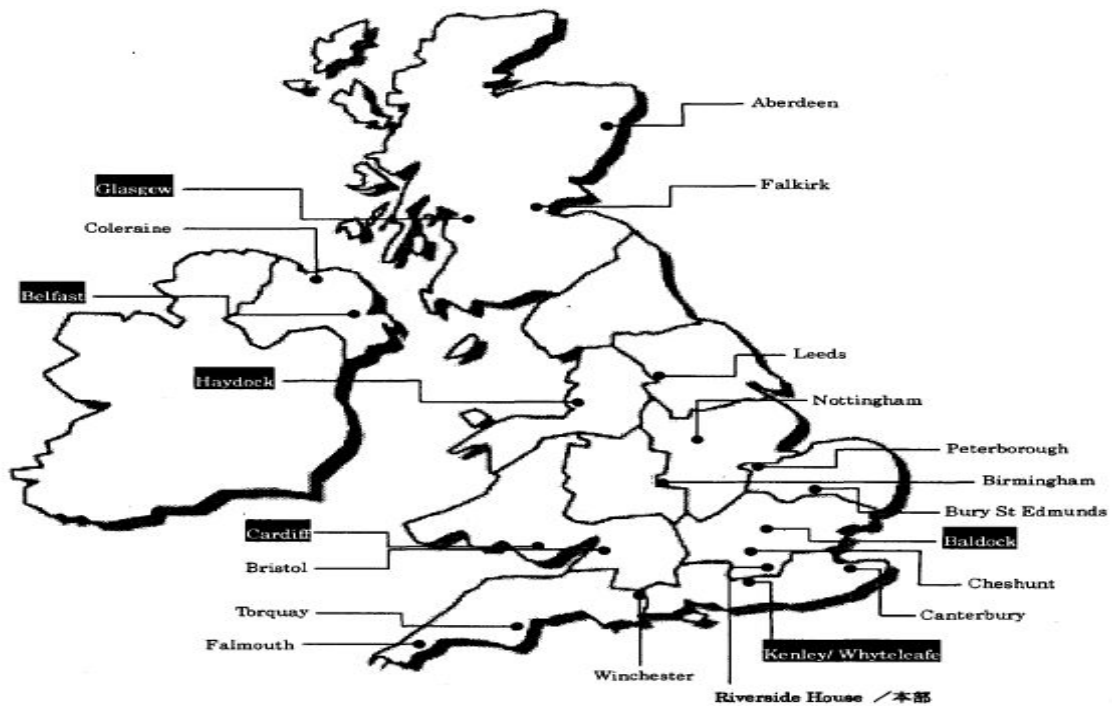 Aberdeen
Falkirk
Glasgew
Coleraine
Belfast
Leeds
Haydock
Nottingham
Peterborough
Birmingham
Bury St Edmunds
Cardiff
Baldock
Bristol
Cheshunt
Torquay
Canterbury
Falmouth
Kenley/ Whyteleafe
Winchester
Riverside House ／本部